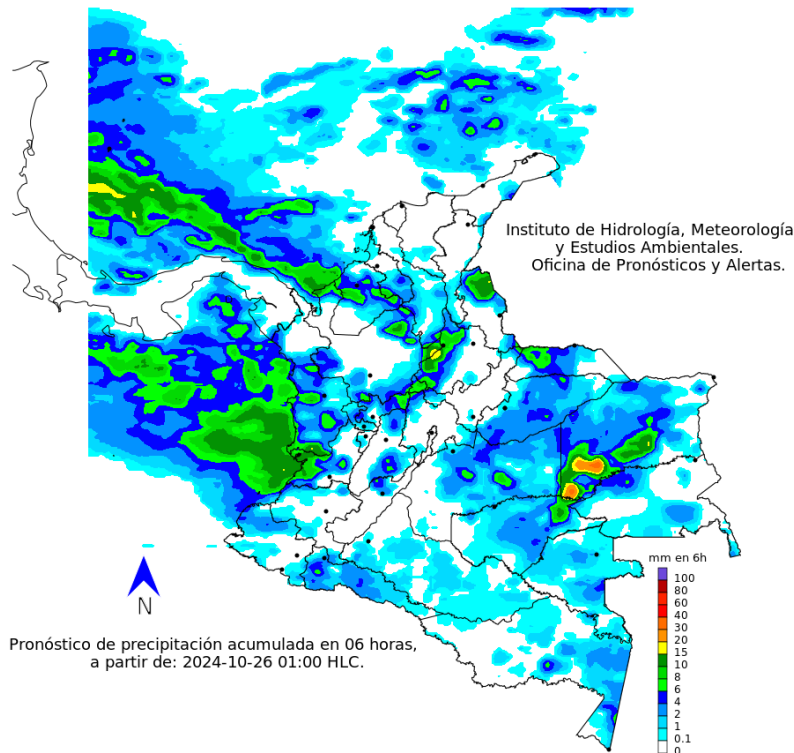 Instituto de Hidrología, Meteorología
y Estudios Ambientales.
Oficina de Pronósticos y Alertas.
mm en 6h
100
80
60
40
30
20
15
10
8
6
4
2
1
0.1
0
N
Pronóstico de precipitación acumulada en 06 horas,
a partir de: 2024-10-26 01:00 HLC.